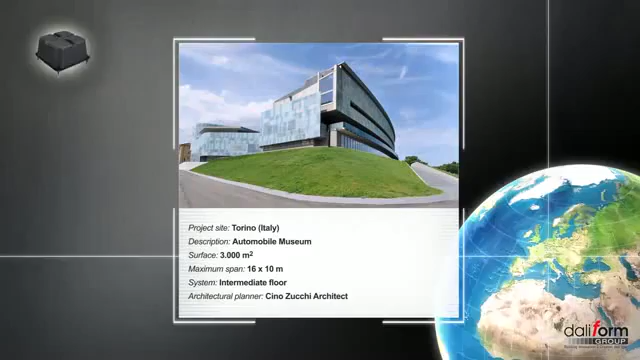 Project site: Torino (Italy)
Description: Automobile Museum
Surface: 3.000 m²
Maximum span: 16 x 10 m
System: Intermediate floor
Architectural planner: Cino Zucchi Architect
daliform
GROUP